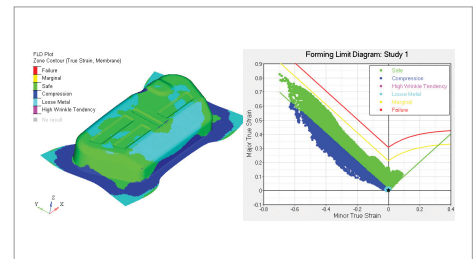 FLD Plot
Zone Contour (True Strain, Membrane)
Failure
Marginal
Safe
Compression
Loose Metal
High Wrinkle Tendency
No result
Z
Y
X
Forming Limit Diagram: Study 1
Safe
Compression
High Wrinkle Tendency
Loose Metal
Marginal
Failure
Major True Strain
0.9
0.8
0.7
0.6
0.5
0.4
0.3
0.2
0.1
0
-0.1
-0.8
-0.6
-0.4
-0.2
0
0.2
0.4
Minor True Strain